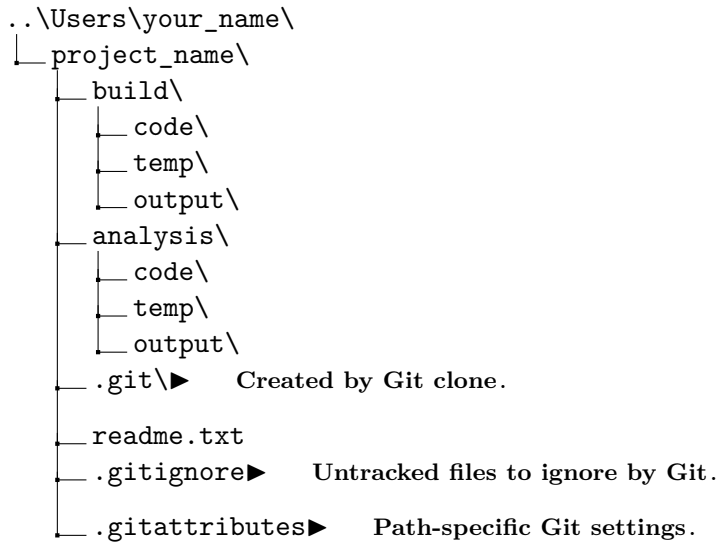 ..\Users\your_name\
project_name\
build\
code\
temp\
output\
analysis\
code\
temp\
output\
.git\▶ Created by Git clone.
readme.txt
.gitignore▶ Untracked files to ignore by Git.
.gitattributes▶ Path-specific Git settings.